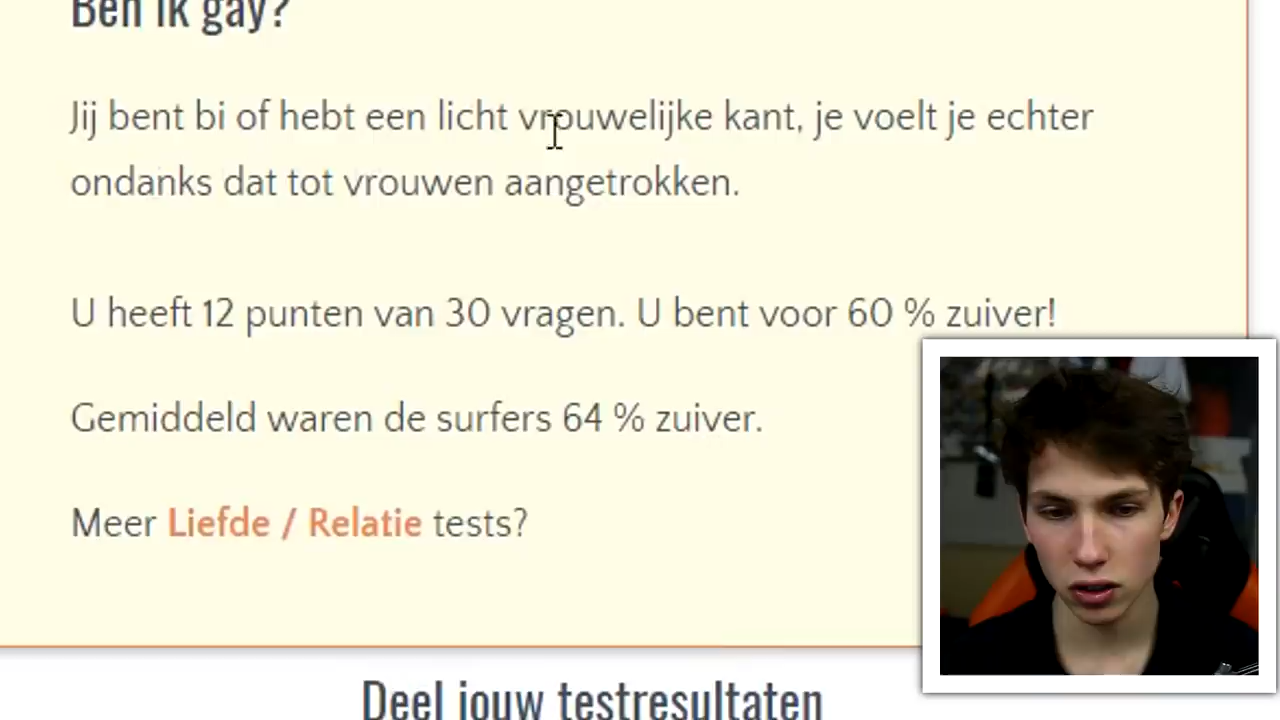 Ben ik gay?
Jij bent bi of hebt een licht vrouwelijke kant, je voelt je echter
ondanks dat tot vrouwen aangetrokken.
U heeft 12 punten van 30 vragen. U bent voor 60 % zuiver!
Gemiddeld waren de surfers 64 % zuiver.
Meer Liefde / Relatie tests?
Deel jouw testresultaten